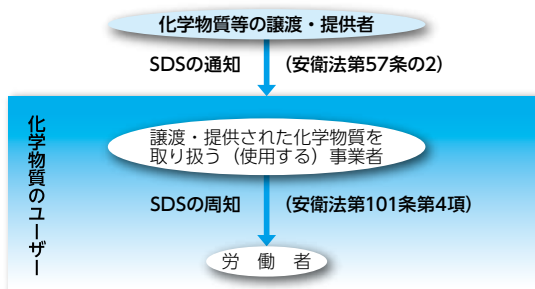 化学物質等の譲渡・提供者
SDSの通知 (安衛法第57条の2)
化学物質のユーザー
譲渡・提供された化学物質を
取り扱う(使用する)事業者
SDSの周知 (安衛法第101条第4項)
労 働 者